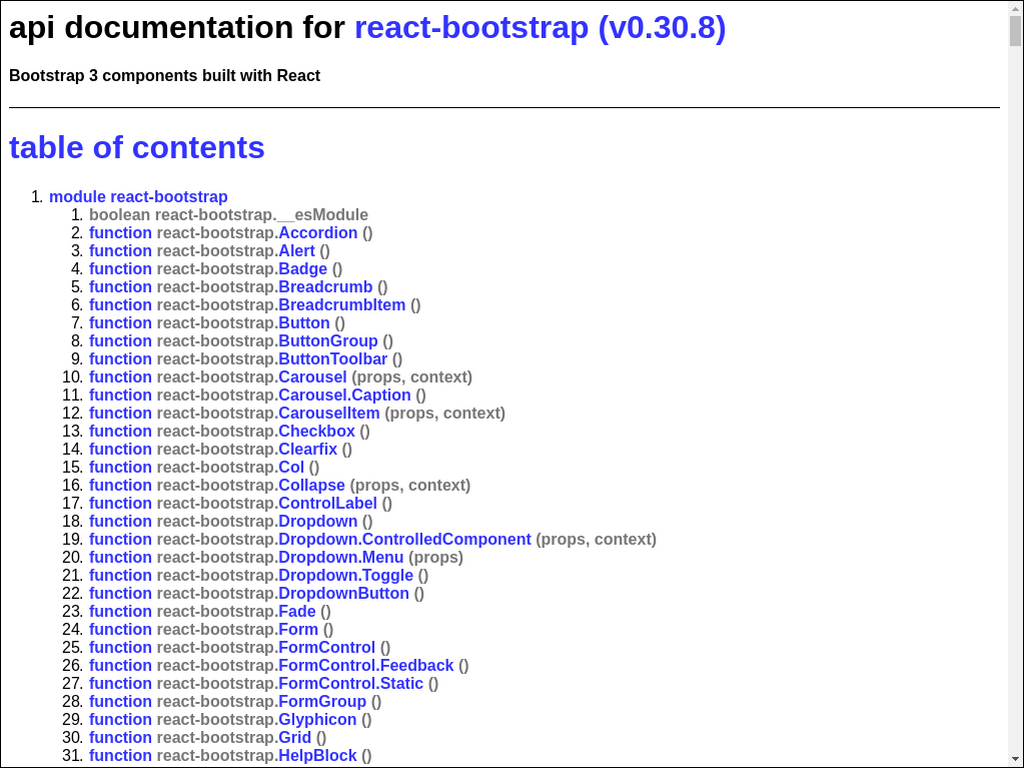 api documentation for react-bootstrap (v0.30.8)
Bootstrap 3 components built with React
table of contents
1. module react-bootstrap
1. boolean react-bootstrap.__esModule
2. function react-bootstrap.Accordion ()
3. function react-bootstrap.Alert ()
4. function react-bootstrap.Badge ()
5. function react-bootstrap.Breadcrumb ()
6. function react-bootstrap.BreadcrumbItem ()
7. function react-bootstrap.Button ()
8. function react-bootstrap.ButtonGroup ()
9. function react-bootstrap.ButtonToolbar ()
10. function react-bootstrap.Carousel (props, context)
11. function react-bootstrap.Carousel.Caption ()
12. function react-bootstrap.CarouselItem (props, context)
13. function react-bootstrap.Checkbox ()
14. function react-bootstrap.Clearfix ()
15. function react-bootstrap.Col ()
16. function react-bootstrap.Collapse (props, context)
17. function react-bootstrap.ControlLabel ()
18. function react-bootstrap.Dropdown ()
19. function react-bootstrap.Dropdown.ControlledComponent (props, context)
20. function react-bootstrap.Dropdown.Menu (props)
21. function react-bootstrap.Dropdown.Toggle ()
22. function react-bootstrap.DropdownButton ()
23. function react-bootstrap.Fade ()
24. function react-bootstrap.Form ()
25. function react-bootstrap.FormControl ()
26. function react-bootstrap.FormControl.Feedback ()
27. function react-bootstrap.FormControl.Static ()
28. function react-bootstrap.FormGroup ()
29. function react-bootstrap.Glyphicon ()
30. function react-bootstrap.Grid ()
31. function react-bootstrap.HelpBlock ()